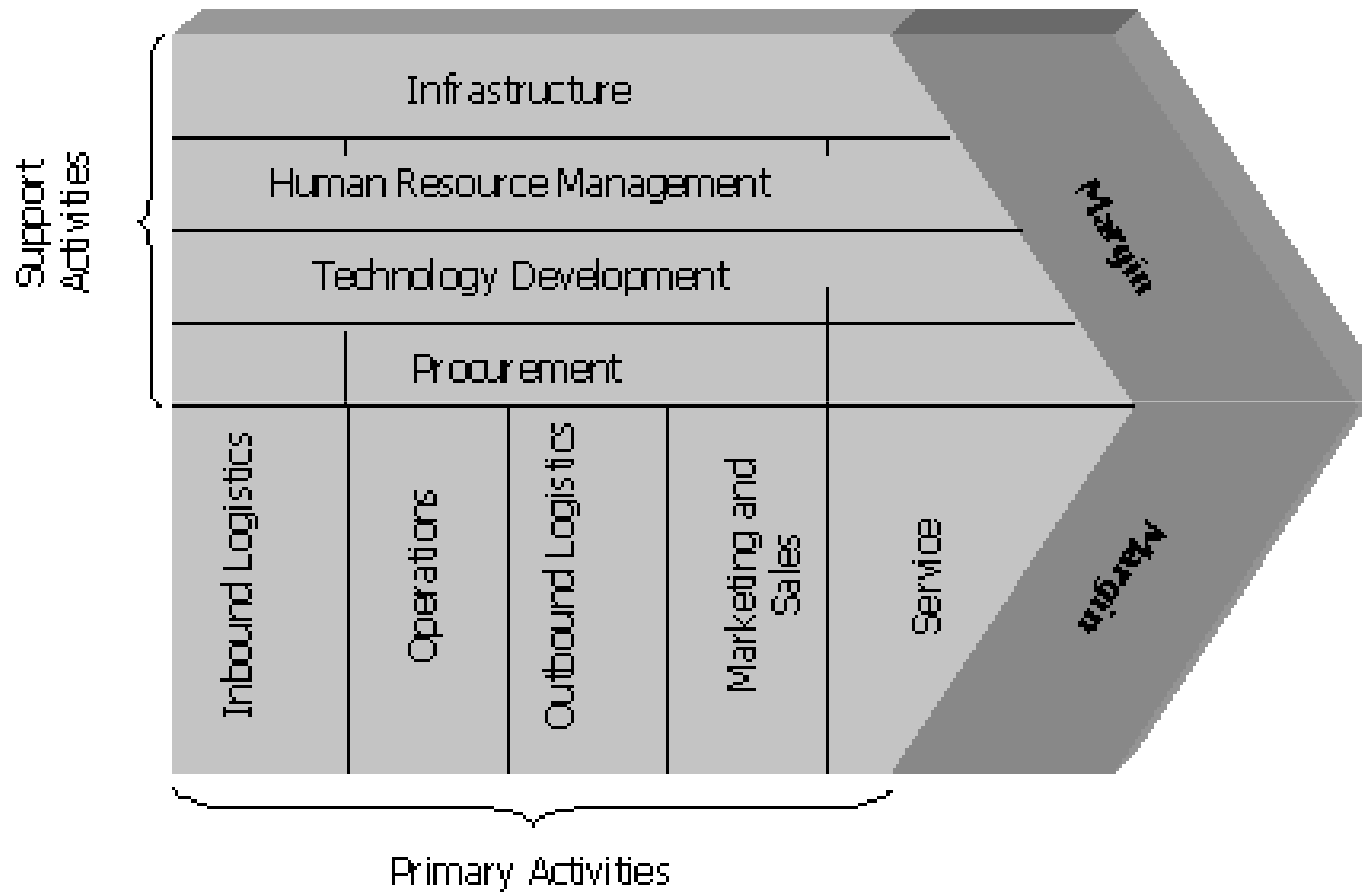 Support
Activities
Infrastructure
Human Resource Management
Technology Development
Procurement
Inbound Logistics
Operations
Outbound Logistics
Marketing and
Sales
Service
Margin
Margin
Primary Activities